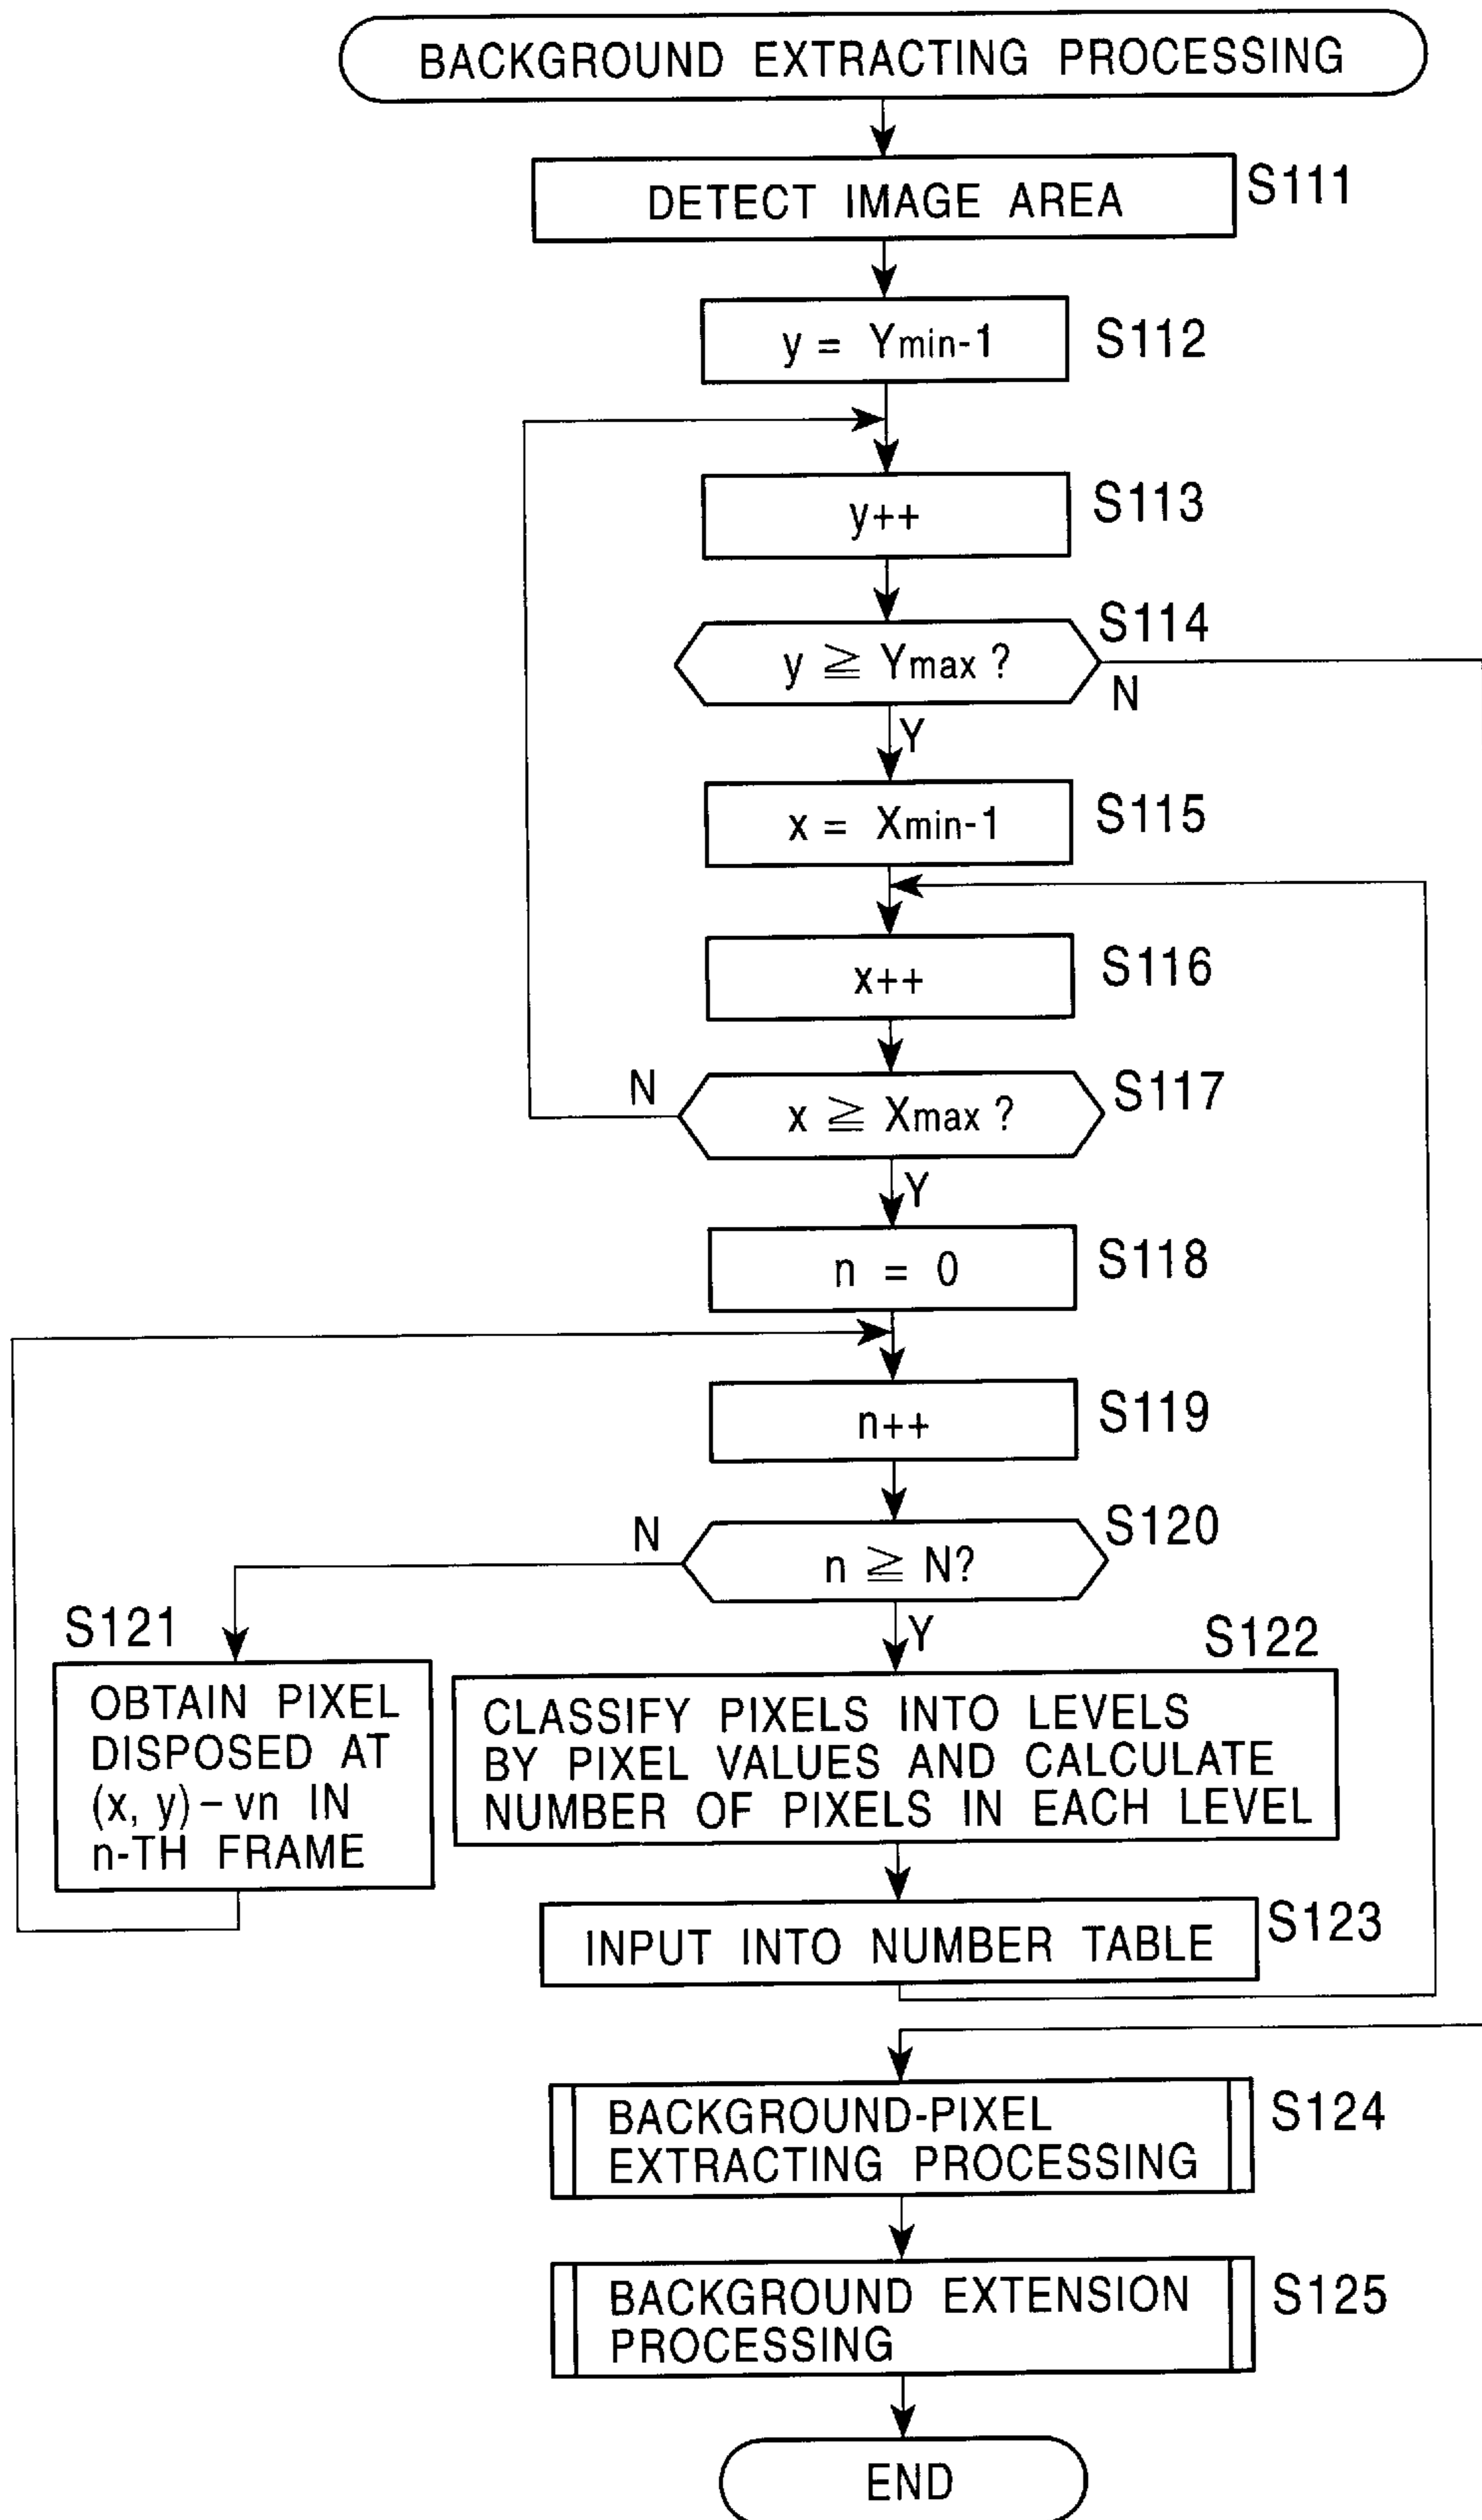 BACKGROUND EXTRACTING PROCESSING
DETECT IMAGE AREA
S111
y = Ymin-1
S112
y++
S113
y ≧ Ymax ?
S114
N
Y
x = Xmin-1
S115
x++
S116
x ≧ Xmax ?
S117
N
Y
n = 0
S118
n++
S119
n ≧ N?
S120
N
Y
S121
OBTAIN PIXEL
DISPOSED AT
(x, y) – vn IN
n-TH FRAME
S122
CLASSIFY PIXELS INTO LEVELS
BY PIXEL VALUES AND CALCULATE
NUMBER OF PIXELS IN EACH LEVEL
INPUT INTO NUMBER TABLE
S123
BACKGROUND-PIXEL
EXTRACTING PROCESSING
S124
BACKGROUND EXTENSION
PROCESSING
S125
END